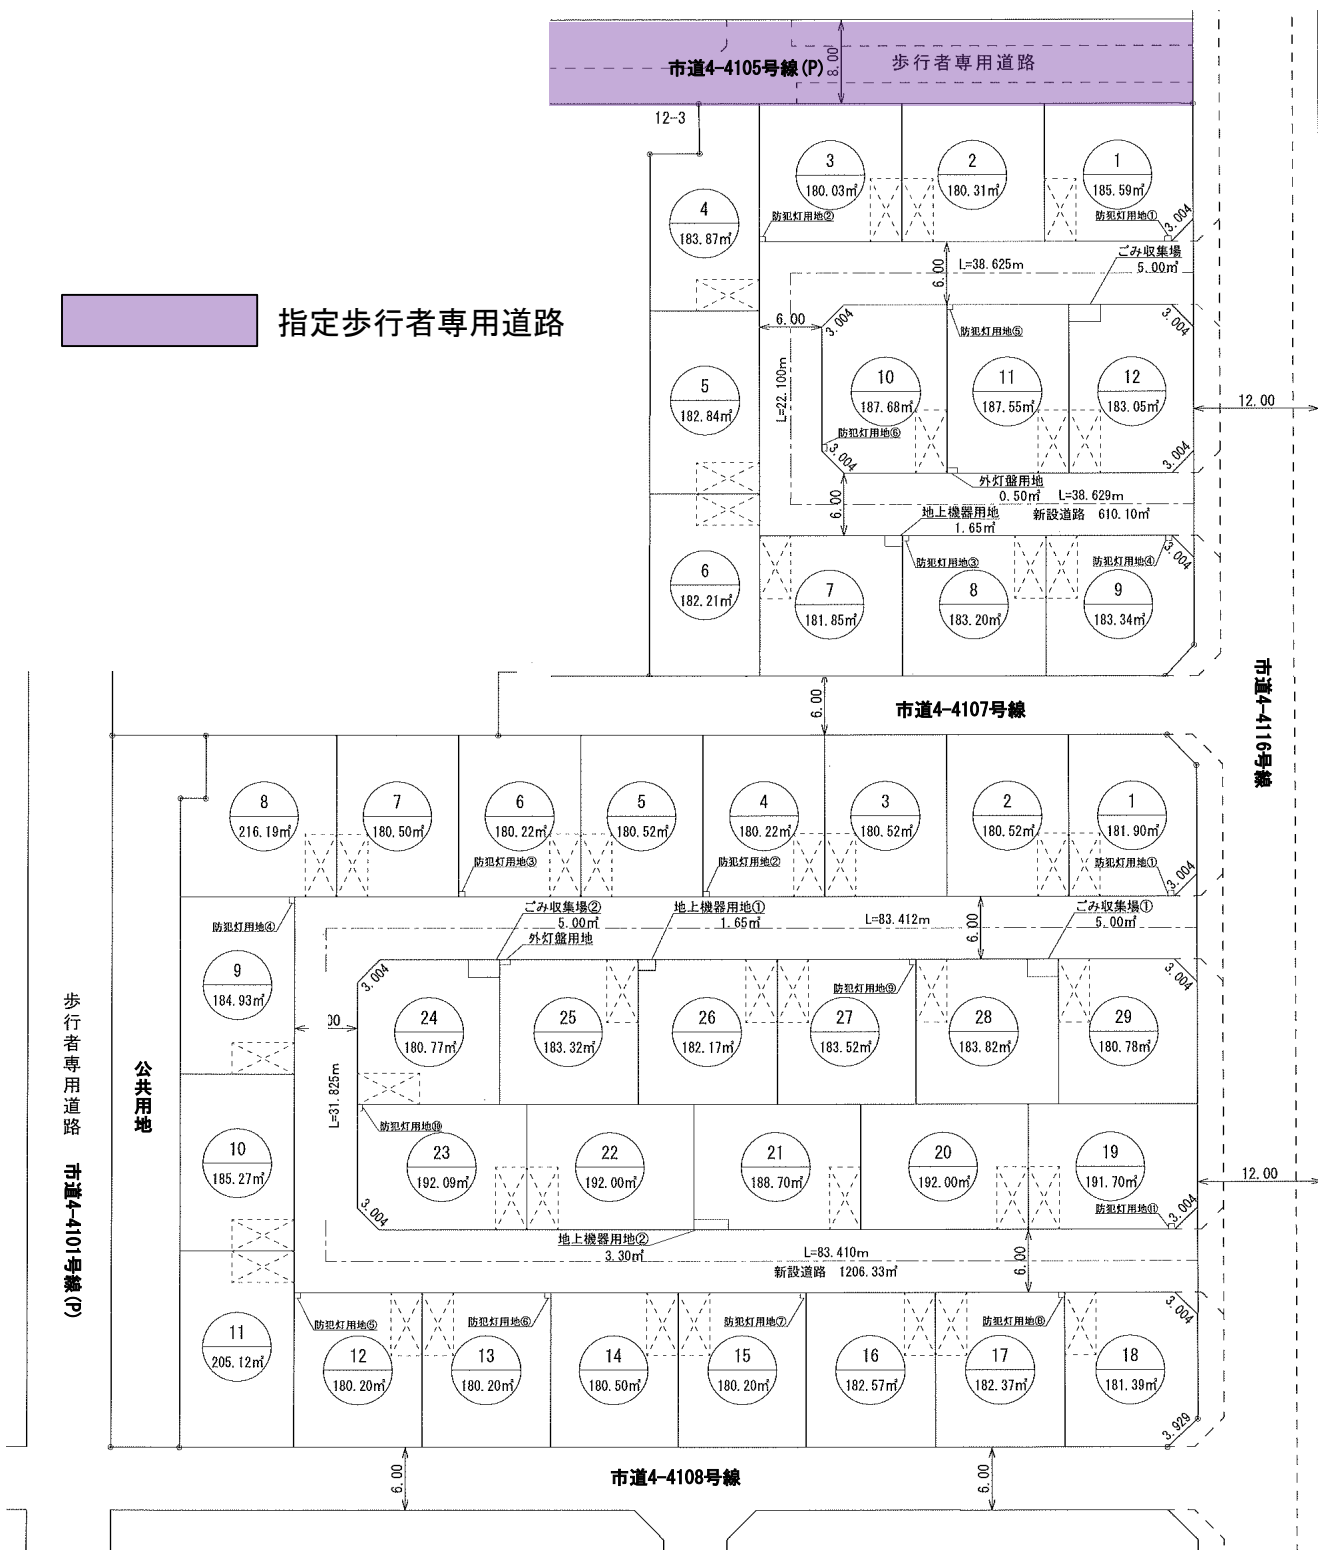 市道4-4105号線(P)
8.00
歩行者専用道路
12-3
3
180.03㎡
2
180.31㎡
1
185.59㎡
4
183.87㎡
防犯灯用地②
防犯灯用地①
3.004
ごみ収集場
5.00㎡
L=38.625m
6.00
指定歩行者専用道路
6.00
3.004
防犯灯用地⑤
3.004
5
182.84㎡
L=22.100m
10
187.68㎡
11
187.55㎡
12
183.05㎡
12.00
防犯灯用地⑥
3.004
3.004
外灯盤用地
0.50㎡
L=38.629m
6.00
地上機器用地
1.65㎡
新設道路 610.10㎡
防犯灯用地③
防犯灯用地④
3.004
6
182.21㎡
7
181.85㎡
8
183.20㎡
9
183.34㎡
市道4-4116号線
6.00
市道4-4107号線
8
216.19㎡
7
180.50㎡
6
180.22㎡
5
180.52㎡
4
180.22㎡
3
180.52㎡
2
180.52㎡
1
181.90㎡
防犯灯用地③
防犯灯用地②
防犯灯用地①
3.004
防犯灯用地④
ごみ収集場②
5.00㎡
外灯盤用地
地上機器用地①
1.65㎡
L=83.412m
6.00
ごみ収集場①
5.00㎡
9
184.93㎡
3.004
防犯灯用地⑨
3.004
00
24
180.77㎡
25
183.32㎡
26
182.17㎡
27
183.52㎡
28
183.82㎡
29
180.78㎡
歩行者専用道路 市道4-4101号線(P)
公共用地
L=31.825m
防犯灯用地⑩
10
185.27㎡
23
192.09㎡
22
192.00㎡
21
188.70㎡
20
192.00㎡
19
191.70㎡
12.00
3.004
防犯灯用地⑪
3.004
地上機器用地②
3.30㎡
L=83.410m
新設道路 1206.33㎡
6.00
防犯灯用地⑤
防犯灯用地⑥
防犯灯用地⑦
防犯灯用地⑧
3.004
11
205.12㎡
12
180.20㎡
13
180.20㎡
14
180.50㎡
15
180.20㎡
16
182.57㎡
17
182.37㎡
18
181.39㎡
3.929
6.00
市道4-4108号線
6.00